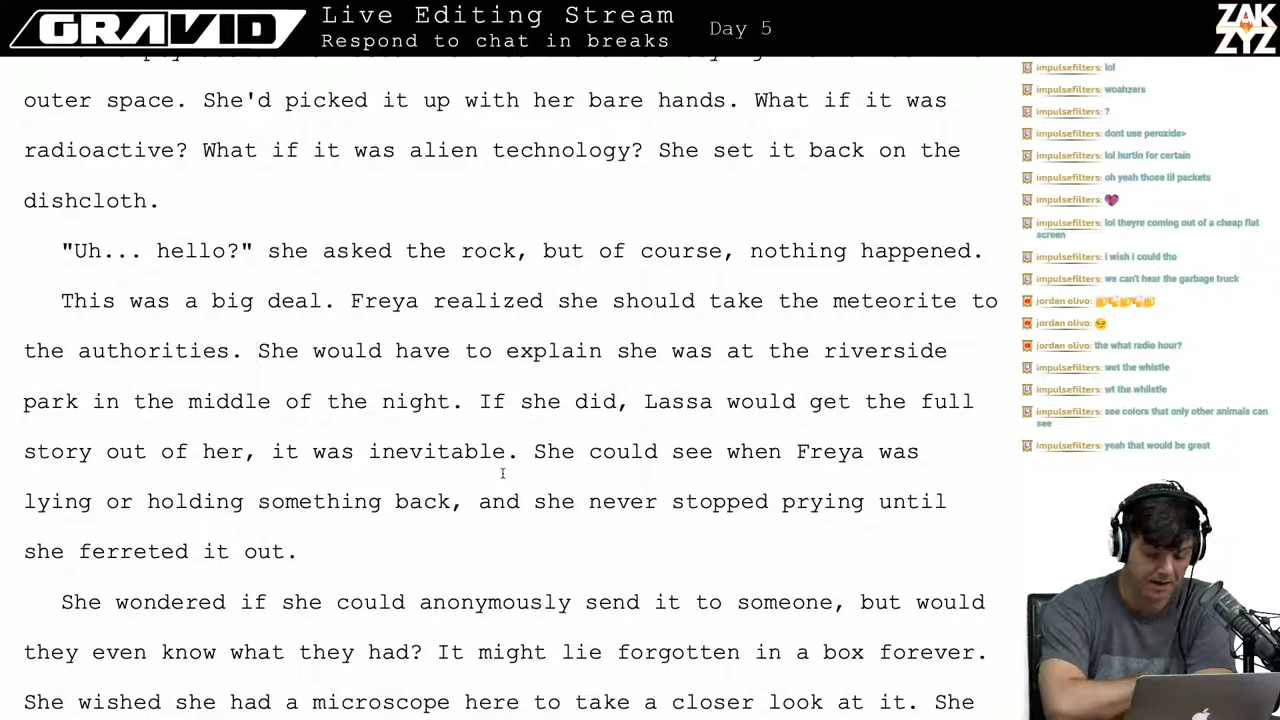 GRAVID
Live Editing Stream
Respond to chat in breaks
Day 5
ZAK
ZYZ
outer space. She'd picked it up with her bare hands. What if it was
radioactive? What if it was alien technology? She set it back on the
dishcloth.
"Uh... hello?" she asked the rock, but of course, nothing happened.
This was a big deal. Freya realized she should take the meteorite to
the authorities. She would have to explain she was at the riverside
park in the middle of the night. If she did, Lassa would get the full
story out of her, it was inevitable. She could see when Freya was
lying or holding something back, and she never stopped prying until
she ferreted it out.
She wondered if she could anonymously send it to someone, but would
they even know what they had? It might lie forgotten in a box forever.
She wished she had a microscope here to take a closer look at it. She
impulsefilters: lol
impulsefilters: woahzers
impulsefilters: ?
impulsefilters: dont use peroxide>
impulsefilters: lol hurtin for certain
impulsefilters: oh yeah those lil packets
impulsefilters:
impulsefilters: lol theyre coming out of a cheap flat
screen
impulsefilters: i wish i could tho
impulsefilters: we can't hear the garbage truck
jordan olivo:
jordan olivo:
jordan olivo: the what radio hour?
impulsefilters: wet the whistle
impulsefilters: wt the whilstle
impulsefilters: see colors that only other animals can
see
impulsefilters: yeah that would be great